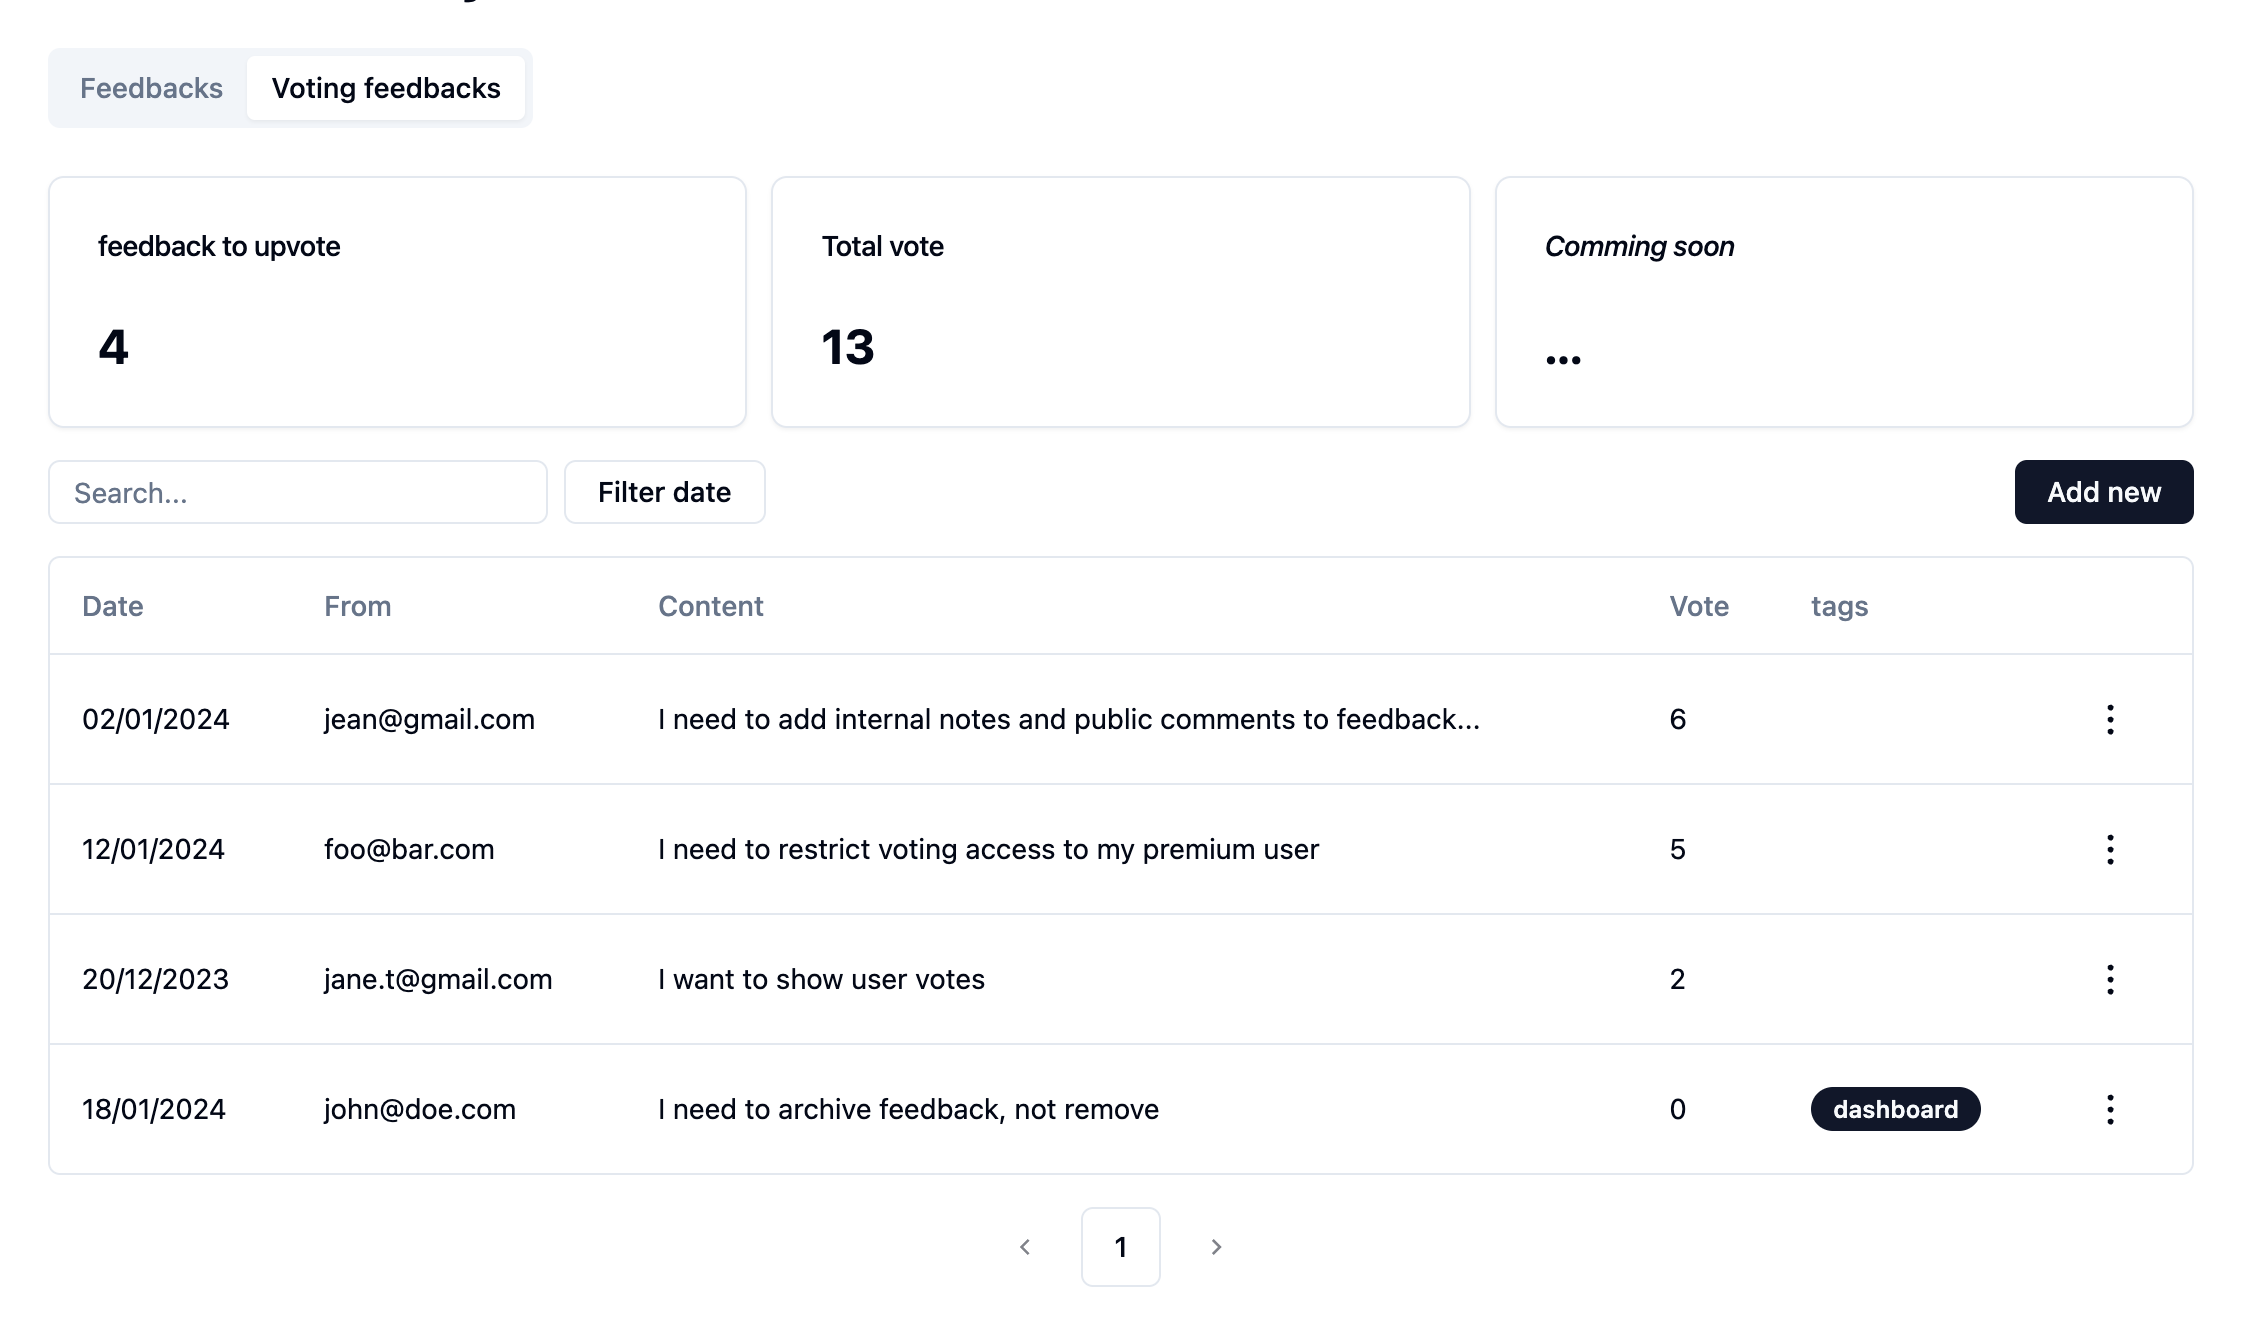 Feedbacks Voting feedbacks
feedback to upvote Total vote Comming soon
4 13 ...
Search... Filter date Add new
Date From Content Vote tags
02/01/2024 jean@gmail.com I need to add internal notes and public comments to feedback... 6
12/01/2024 foo@bar.com I need to restrict voting access to my premium user 5
20/12/2023 jane.t@gmail.com I want to show user votes 2
18/01/2024 john@doe.com I need to archive feedback, not remove 0 dashboard
1